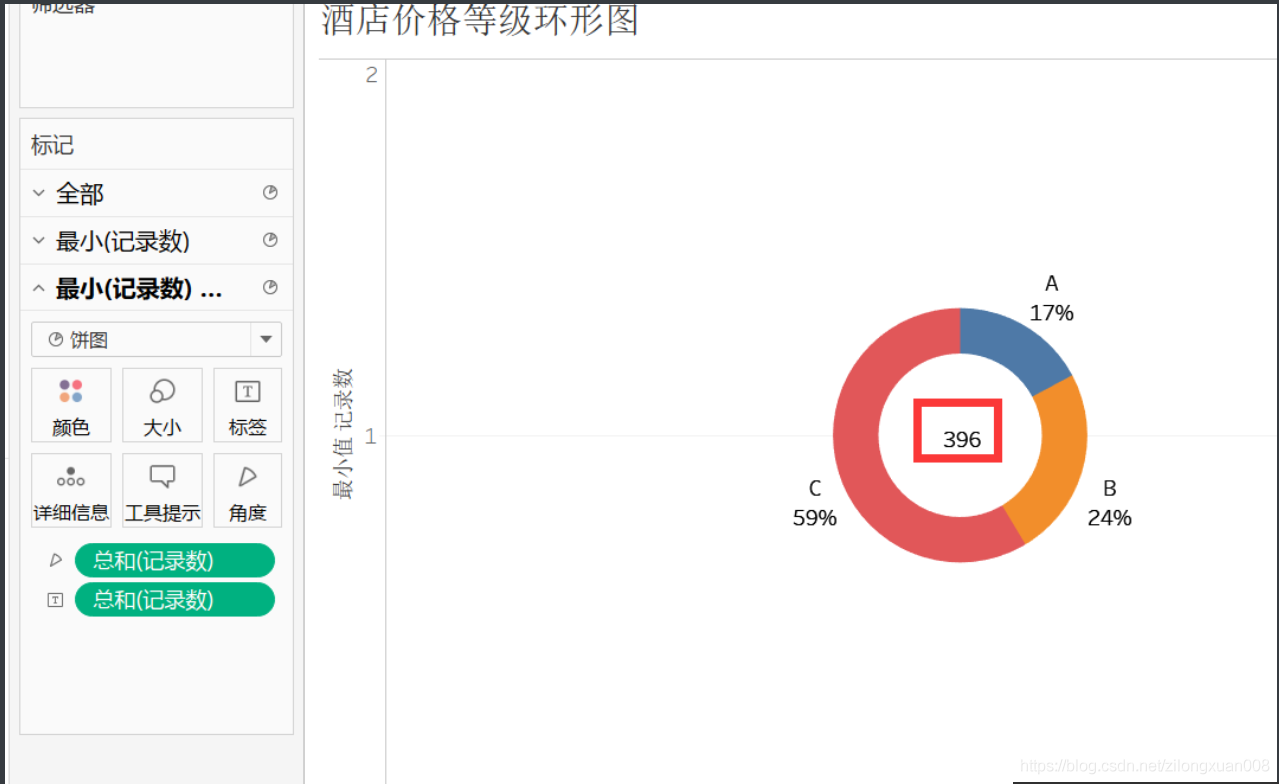 筛选器
酒店价格等级环形图
标记
全部
最小(记录数)
最小(记录数) ...
饼图
颜色
大小
标签
详细信息
工具提示
角度
总和(记录数)
总和(记录数)
最小值 记录数
2
1
A
17%
396
C
59%
B
24%
https://blog.csdn.net/zilongxuan008